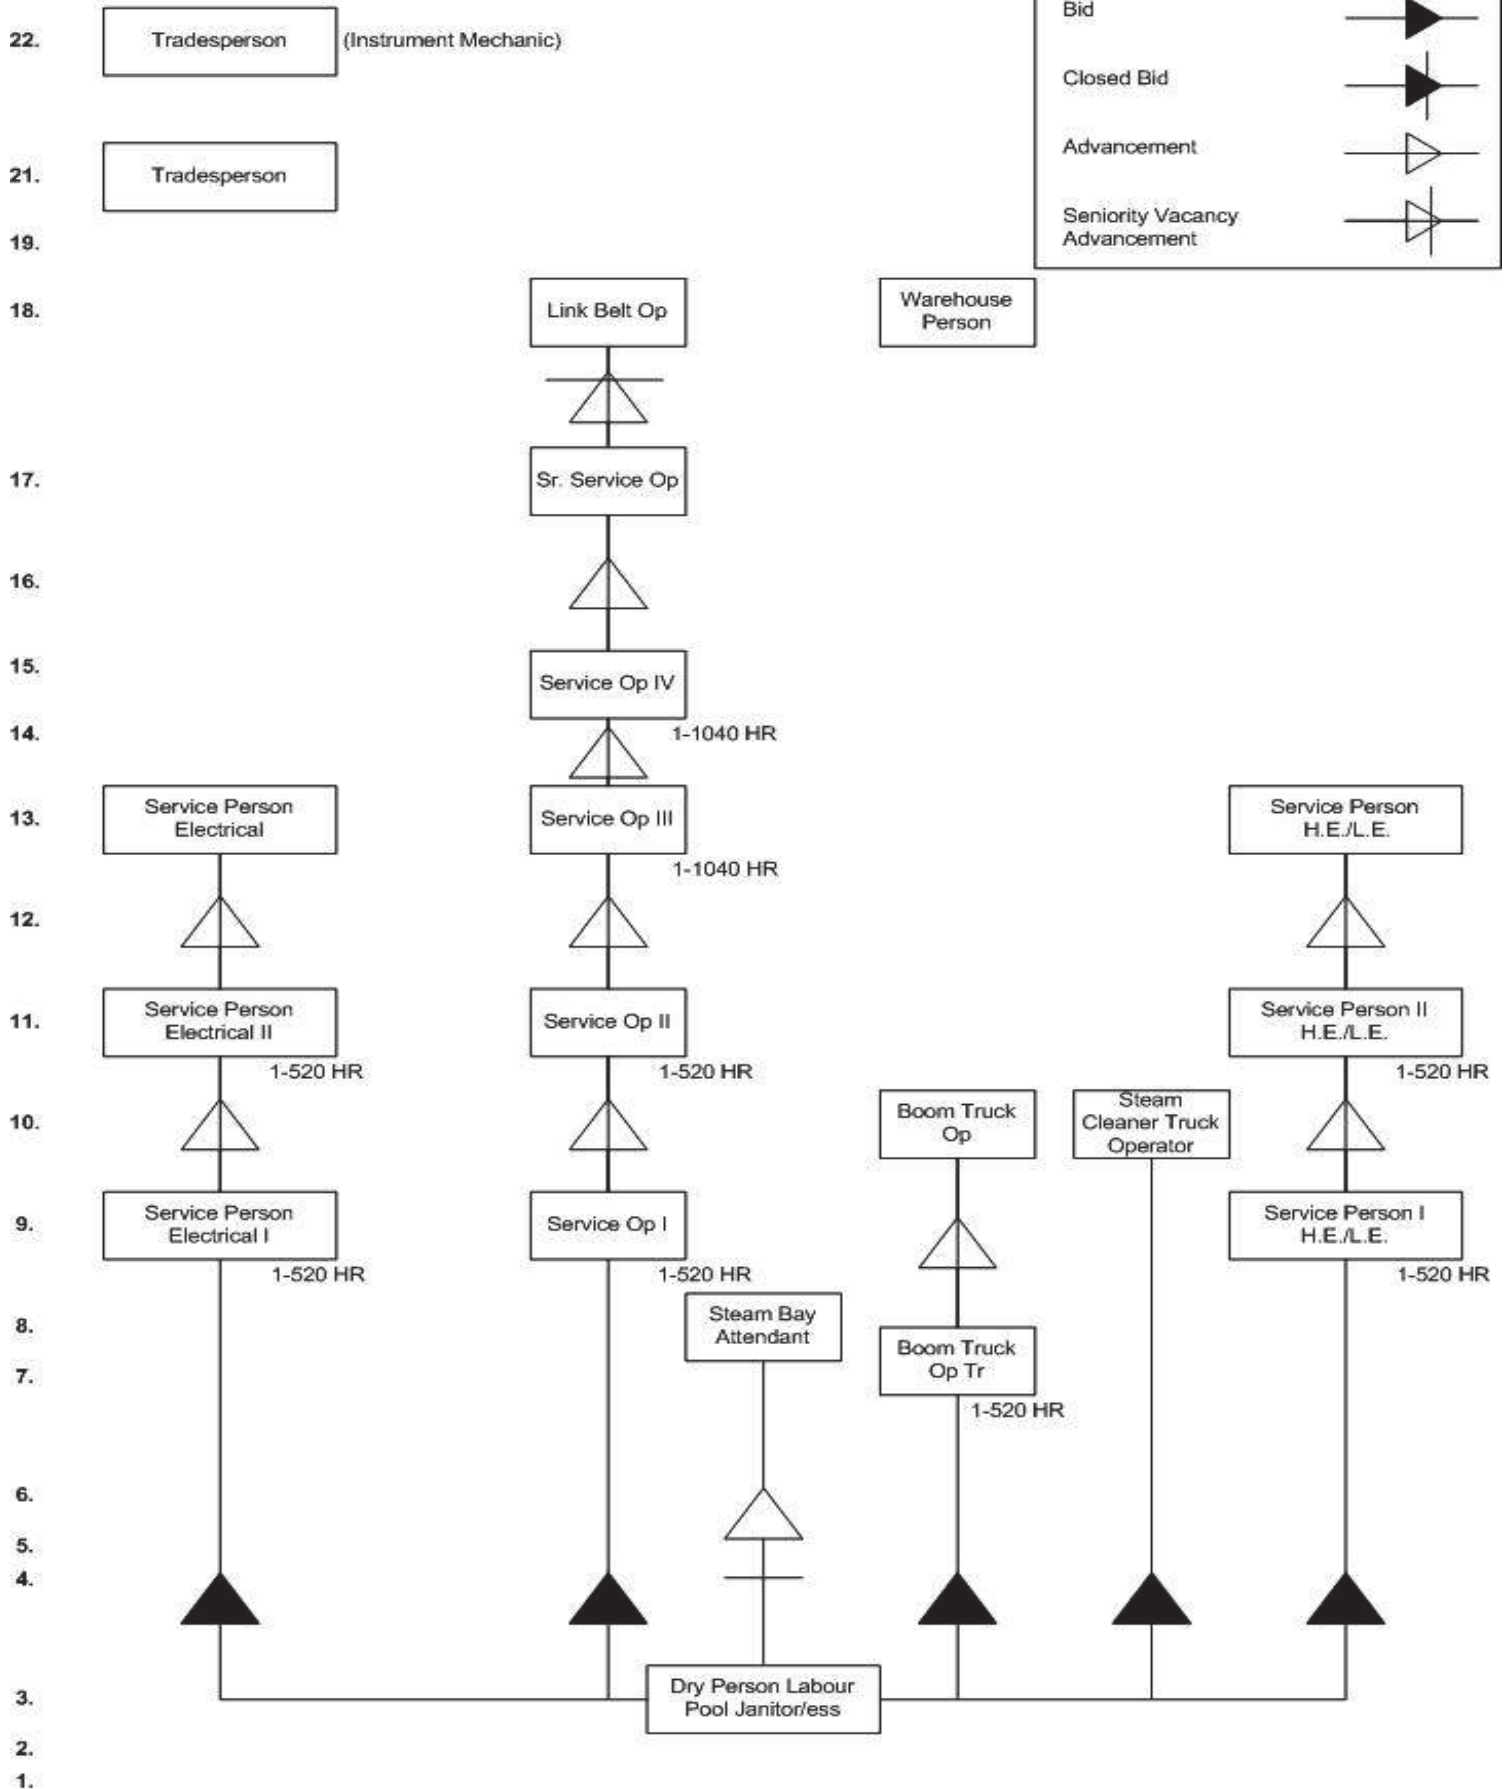 Bid
22.
Tradesperson
(Instrument Mechanic)
Closed Bid
Advancement
21.
Tradesperson
Seniority Vacancy
Advancement
19.
18.
Link Belt Op
Warehouse
Person
17.
Sr. Service Op
16.
15.
Service Op IV
14.
1-1040 HR
13.
Service Person
Electrical
Service Op III
Service Person
H.E./L.E.
1-1040 HR
12.
11.
Service Person
Electrical II
Service Op II
Service Person II
H.E./L.E.
1-520 HR
1-520 HR
1-520 HR
10.
Boom Truck
Op
Steam
Cleaner Truck
Operator
9.
Service Person
Electrical I
Service Op I
Service Person I
H.E./L.E.
1-520 HR
1-520 HR
1-520 HR
8.
Steam Bay
Attendant
7.
Boom Truck
Op Tr
1-520 HR
6.
5.
4.
3.
Dry Person Labour
Pool Janitor/ess
2.
1.